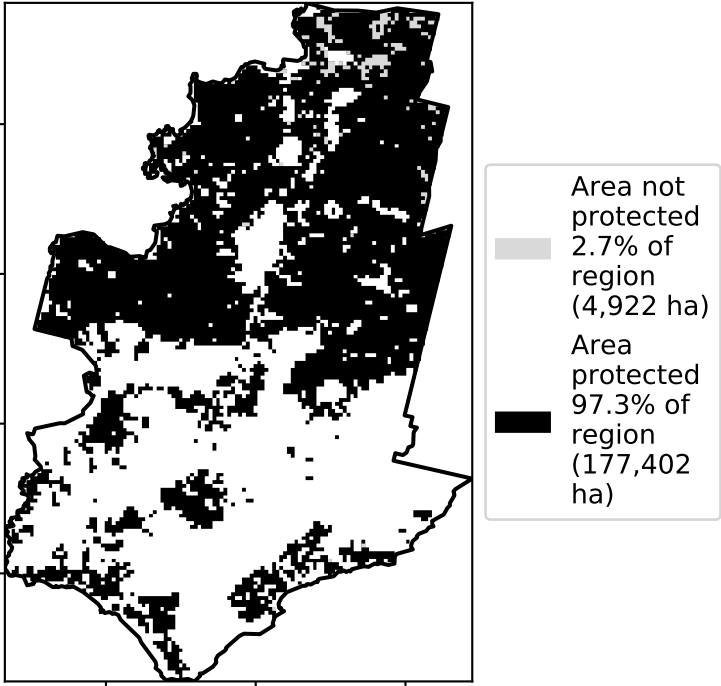 Area not
protected
2.7% of
region
(4,922 ha)
Area
protected
97.3% of
region
(177,402
ha)